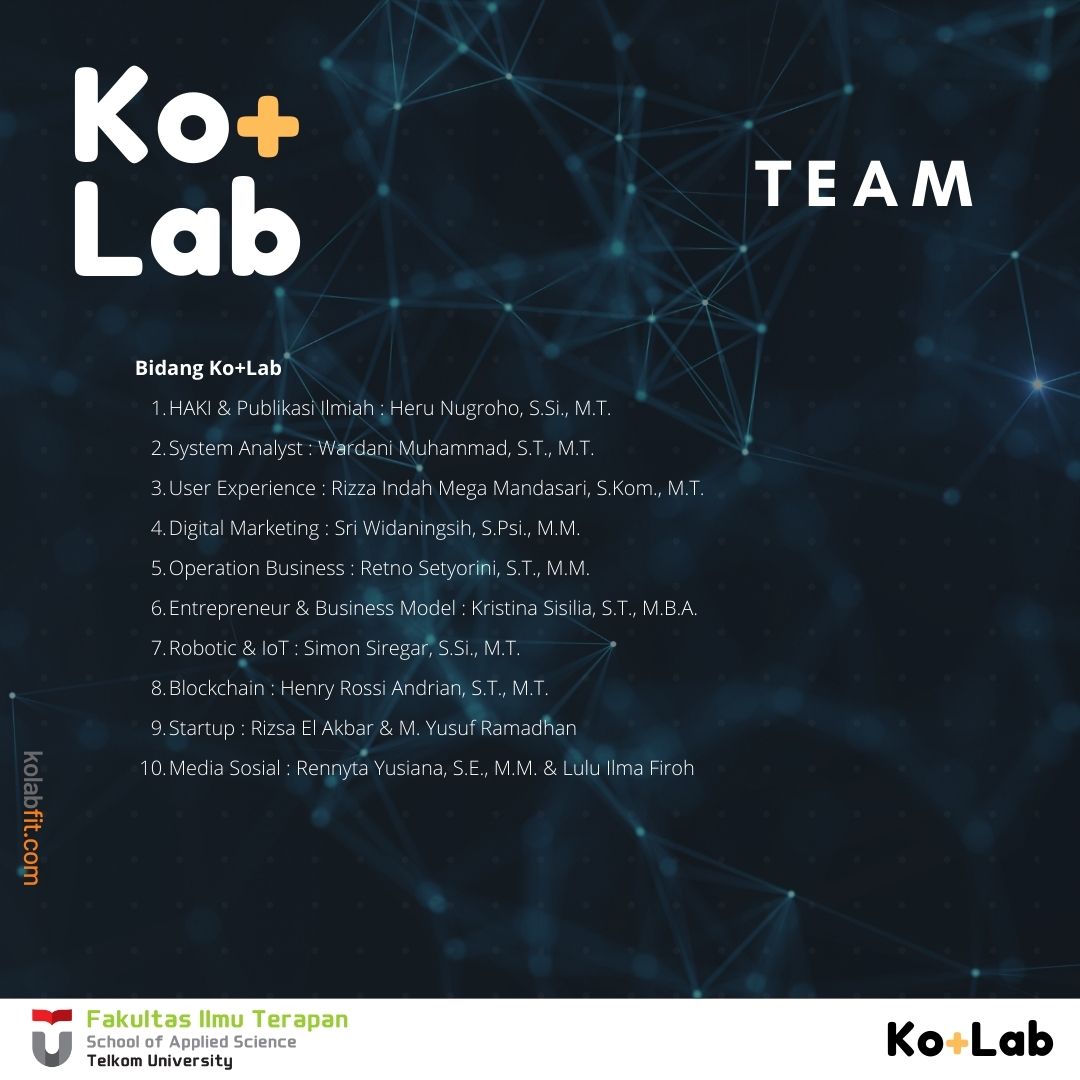 Ko+
Lab
TEAM
Bidang Ko+Lab
1. HAKI & Publikasi Ilmiah : Heru Nugroho, S.Si., M.T.
2. System Analyst : Wardani Muhammad, S.T., M.T.
3. User Experience : Rizza Indah Mega Mandasari, S.Kom., M.T.
4. Digital Marketing : Sri Widaningsih, S.Psi., M.M.
5. Operation Business : Retno Setyorini, S.T., M.M.
6. Entrepreneur & Business Model : Kristina Sisilia, S.T., M.B.A.
7. Robotic & IoT : Simon Siregar, S.Si., M.T.
8. Blockchain : Henry Rossi Andrian, S.T., M.T.
9. Startup : Rizsa El Akbar & M. Yusuf Ramadhan
10. Media Sosial : Rennyta Yusiana, S.E., M.M. & Lulu Ilma Firoh
kolabfit.com
Fakultas Ilmu Terapan
School of Applied Science
Telkom University
Ko+Lab